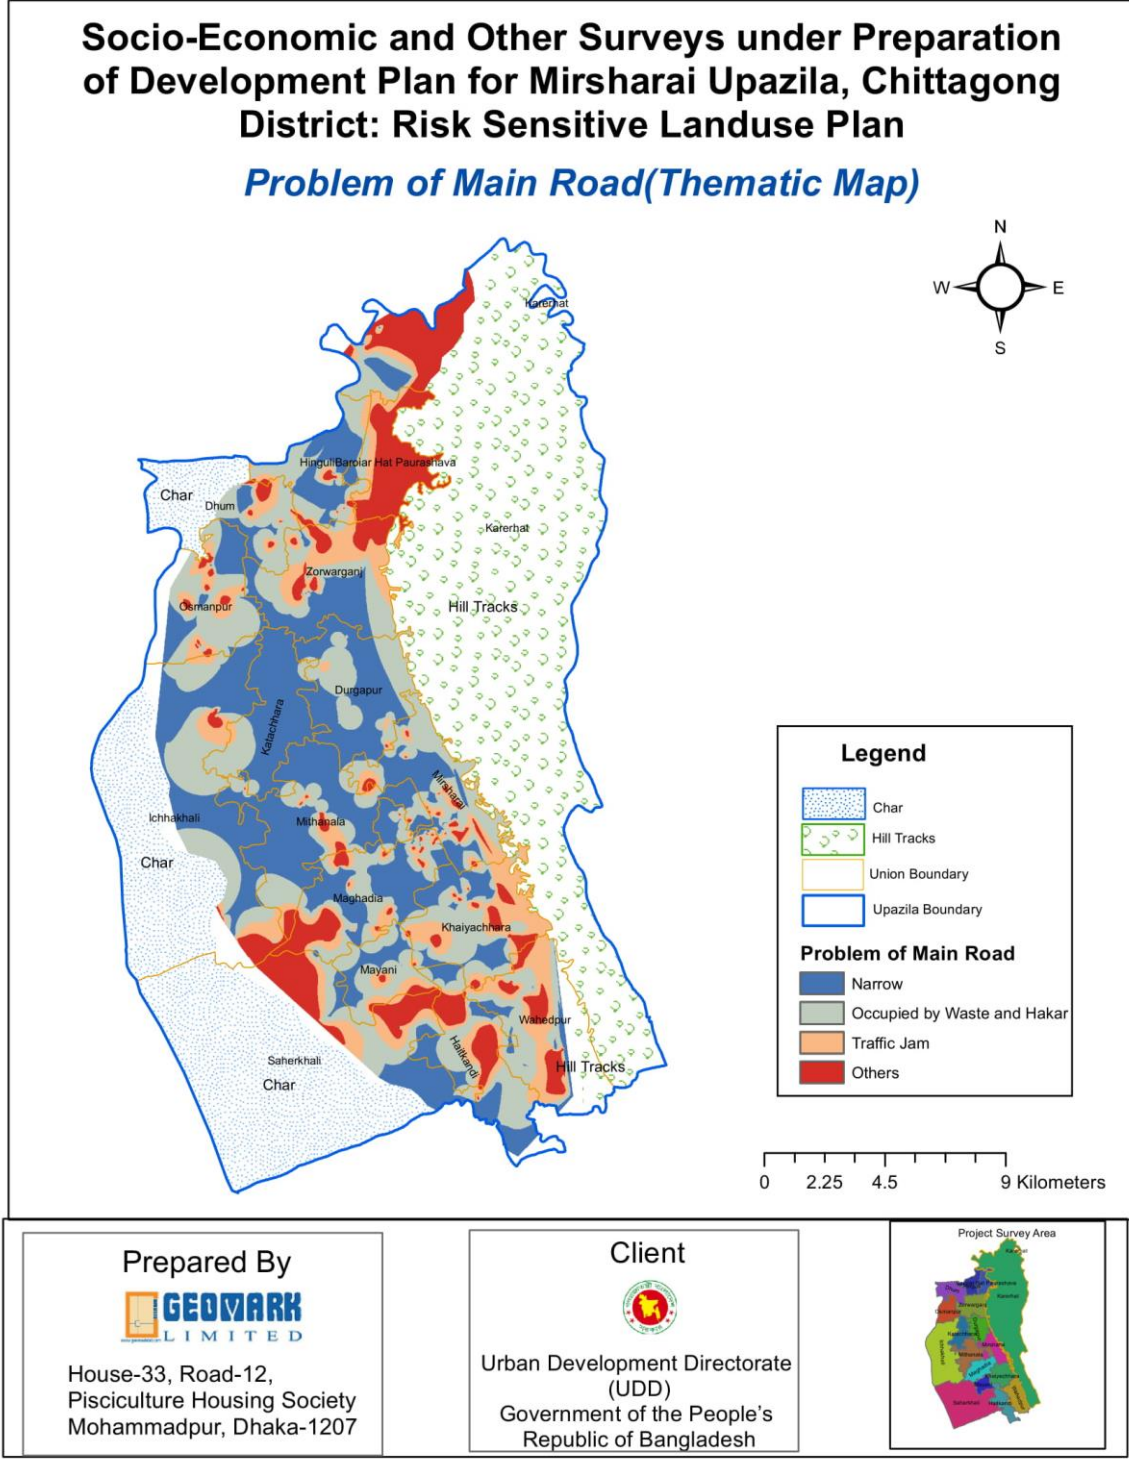 Socio-Economic and Other Surveys under Preparation
of Development Plan for Mirsharai Upazila, Chittagong
District: Risk Sensitive Landuse Plan
Problem of Main Road(Thematic Map)
N
W
E
S
Karerhat
Hinguli
Baroiar Hat Paurashava
Char
Dhum
Karerhat
Zorwarganj
Osmanpur
Hill Tracks
Durgapur
Katachhara
Mirsharai
Ichhakhali
Mithanala
Char
Maghadia
Khaiyachhara
Mayani
Wahedpur
Haitkandi
Saherkhali
Hill Tracks
Char
Legend
Char
Hill Tracks
Union Boundary
Upazila Boundary
Problem of Main Road
Narrow
Occupied by Waste and Hakar
Traffic Jam
Others
0 2.25 4.5 9 Kilometers
Prepared By
GEOMARK
LIMITED
House-33, Road-12,
Pisciculture Housing Society
Mohammadpur, Dhaka-1207
Client
Urban Development Directorate
(UDD)
Government of the People's
Republic of Bangladesh
Project Survey Area